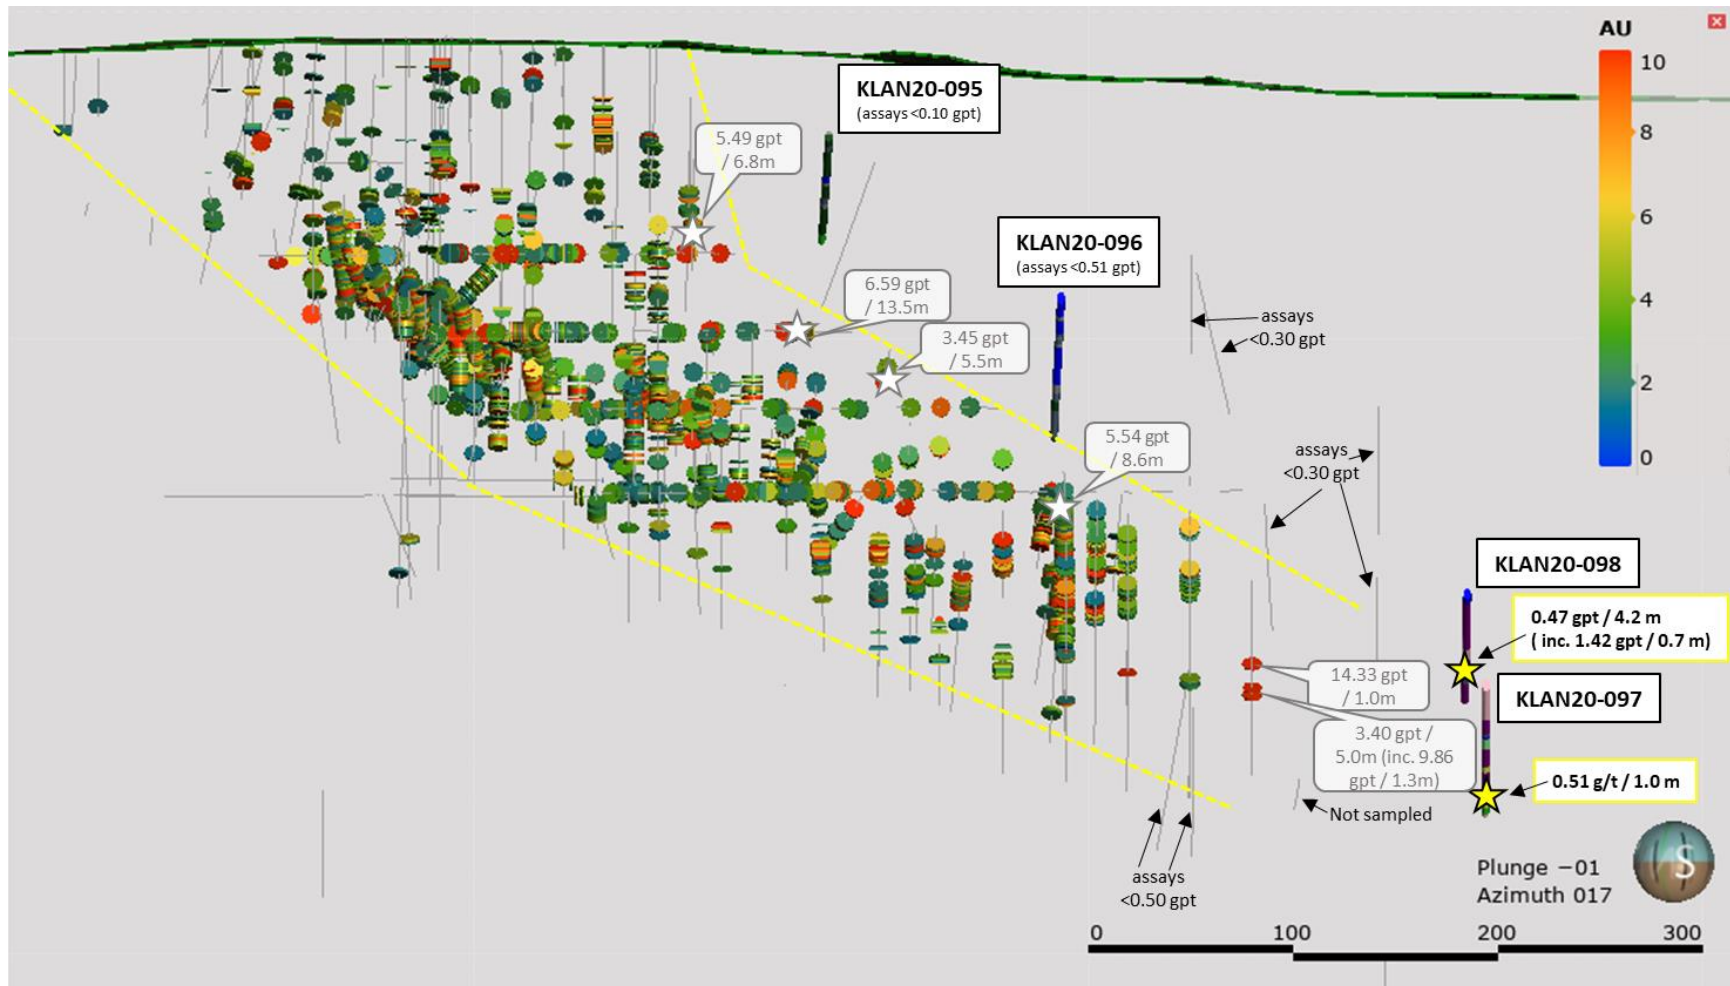 AU
10
8
6
4
2
0
KLAN20-095
(assays <0.10 gpt)
5.49 gpt
/ 6.8m
KLAN20-096
(assays <0.51 gpt)
6.59 gpt
/ 13.5m
3.45 gpt
/ 5.5m
assays
<0.30 gpt
5.54 gpt
/ 8.6m
assays
<0.30 gpt
KLAN20-098
0.47 gpt / 4.2 m
( inc. 1.42 gpt / 0.7 m)
14.33 gpt
/ 1.0m
KLAN20-097
3.40 gpt /
5.0m (inc. 9.86
gpt / 1.3m)
0.51 g/t / 1.0 m
Not sampled
assays
<0.50 gpt
Plunge −01
Azimuth 017
S
0
100
200
300